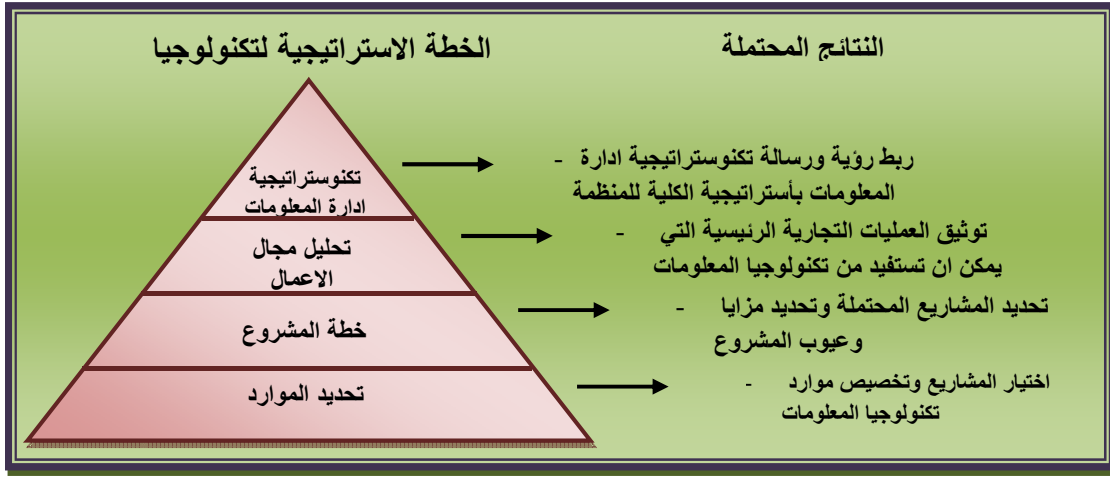 النتائج المحتملة
الخطة الاستراتيجية لتكنولوجيا
تكنوستراتيجية
ادارة المعلومات
- ربط رؤية ورسالة تكنوستراتيجية ادارة
المعلومات بأستراتيجية الكلية للمنظمة
تحليل مجال
الاعمال
- توثيق العمليات التجارية الرئيسية التي
يمكن ان تستفيد من تكنولوجيا المعلومات
خطة المشروع
- تحديد المشاريع المحتملة وتحديد مزايا
وعيوب المشروع
تحديد الموارد
- اختيار المشاريع وتخصيص موارد
تكنولوجيا المعلومات